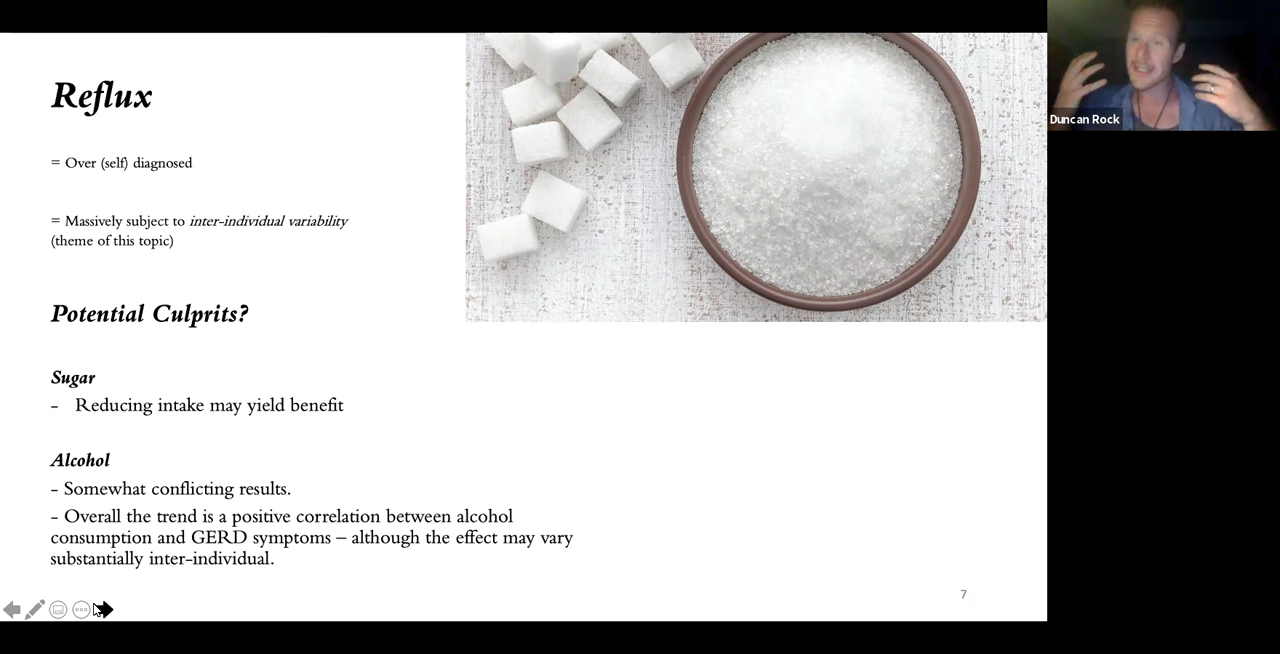 Reflux
= Over (self) diagnosed
= Massively subject to inter-individual variability
(theme of this topic)
Potential Culprits?
Sugar
- Reducing intake may yield benefit
Alcohol
- Somewhat conflicting results.
- Overall the trend is a positive correlation between alcohol
consumption and GERD symptoms – although the effect may vary
substantially inter-individual.
7
Duncan Rock